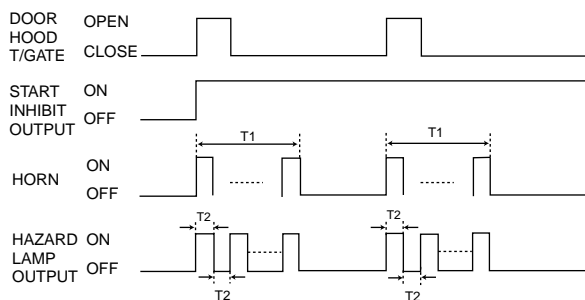 DOOR
HOOD
T/GATE
OPEN
CLOSE
START
INHIBIT
OUTPUT
ON
OFF
T1
T1
HORN
ON
OFF
T2
T2
HAZARD
LAMP
OUTPUT
ON
OFF
T2
T2